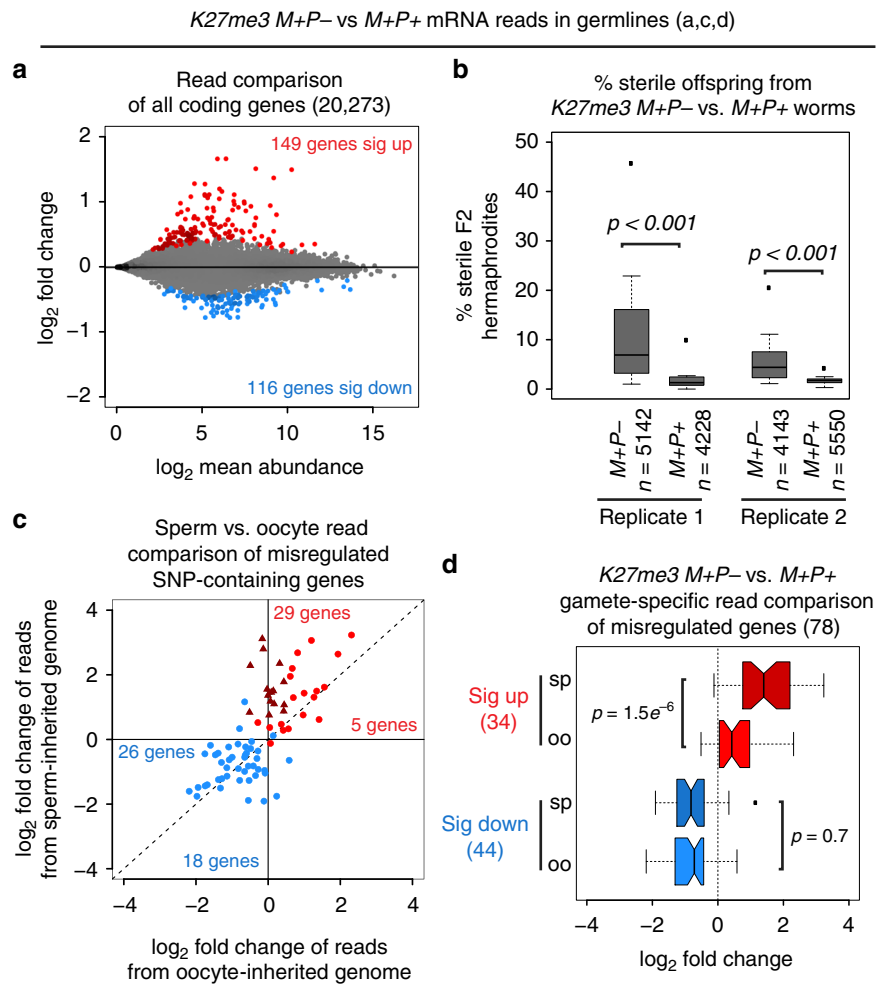 K27me3 M+P– vs M+P+ mRNA reads in germlines (a,c,d)
a
Read comparison
of all coding genes (20,273)
149 genes sig up
116 genes sig down
2
1
0
−1
−2
log2 fold change
0
5
10
15
log2 mean abundance
b
% sterile offspring from
K27me3 M+P– vs. M+P+ worms
50
40
30
20
10
0
% sterile F2
hermaphrodites
p < 0.001
p < 0.001
M+P–
n = 5142
M+P+
n = 4228
M+P–
n = 4143
M+P+
n = 5550
Replicate 1
Replicate 2
c
Sperm vs. oocyte read
comparison of misregulated
SNP-containing genes
29 genes
5 genes
26 genes
18 genes
4
2
0
−2
−4
log2 fold change of reads
from sperm-inherited genome
−4
−2
0
2
4
log2 fold change of reads
from oocyte-inherited genome
d
K27me3 M+P– vs. M+P+
gamete-specific read comparison
of misregulated genes (78)
Sig up
(34)
sp
oo
p = 1.5e−6
Sig down
(44)
sp
oo
p = 0.7
−4
−2
0
2
4
log2 fold change